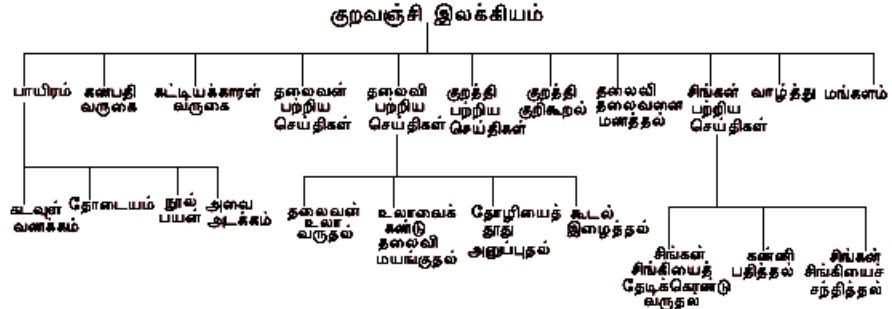 குறவஞ்சி இலக்கியம்
பாயிரம்
கணபதி
வருகை
கட்டியக்காரன்
வருகை
தலைவன்
பற்றிய
செய்திகள்
தலைவி
பற்றிய
செய்திகள்
குறத்தி
பற்றிய
செய்திகள்
குறத்தி
குறிகூறல்
தலைவி
தலைவனை
மணத்தல்
சிங்கன்
பற்றிய
செய்திகள்
வாழ்த்து
மங்களம்
கடவுள்
வணக்கம்
தோடையம்
நூல்
பயன்
அவை
அடக்கம்
தலைவன்
உலா
வருதல்
உலாவைக்
கண்டு
தலைவி
மயங்குதல்
தோழியைத்
தூது
அனுப்புதல்
கூடல்
இழைத்தல்
சிங்கன்
சிங்கியைத்
தேடிக்கொண்டு
வருதல்
கண்ணி
பதித்தல்
சிங்கன்
சிங்கியைச்
சந்தித்தல்